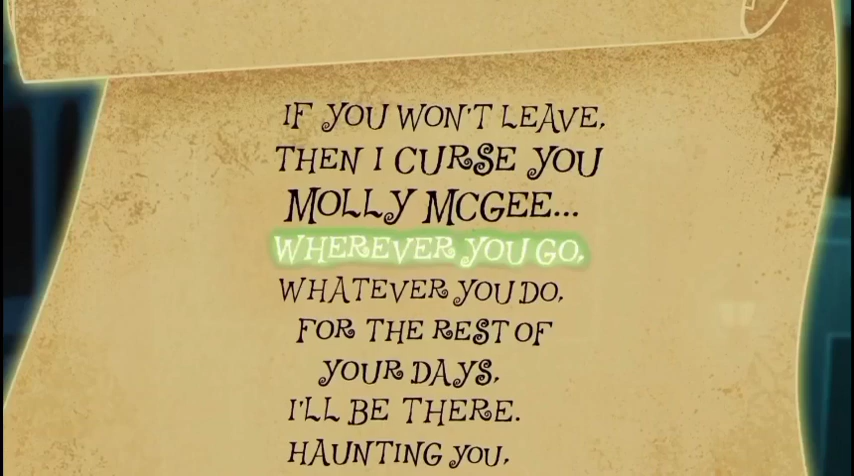 IF YOU WON'T LEAVE,
THEN I CURSE YOU
MOLLY MCGEE...
WHEREVER YOU GO,
WHATEVER YOU DO,
FOR THE REST OF
YOUR DAYS,
I'LL BE THERE.
HAUNTING YOU,